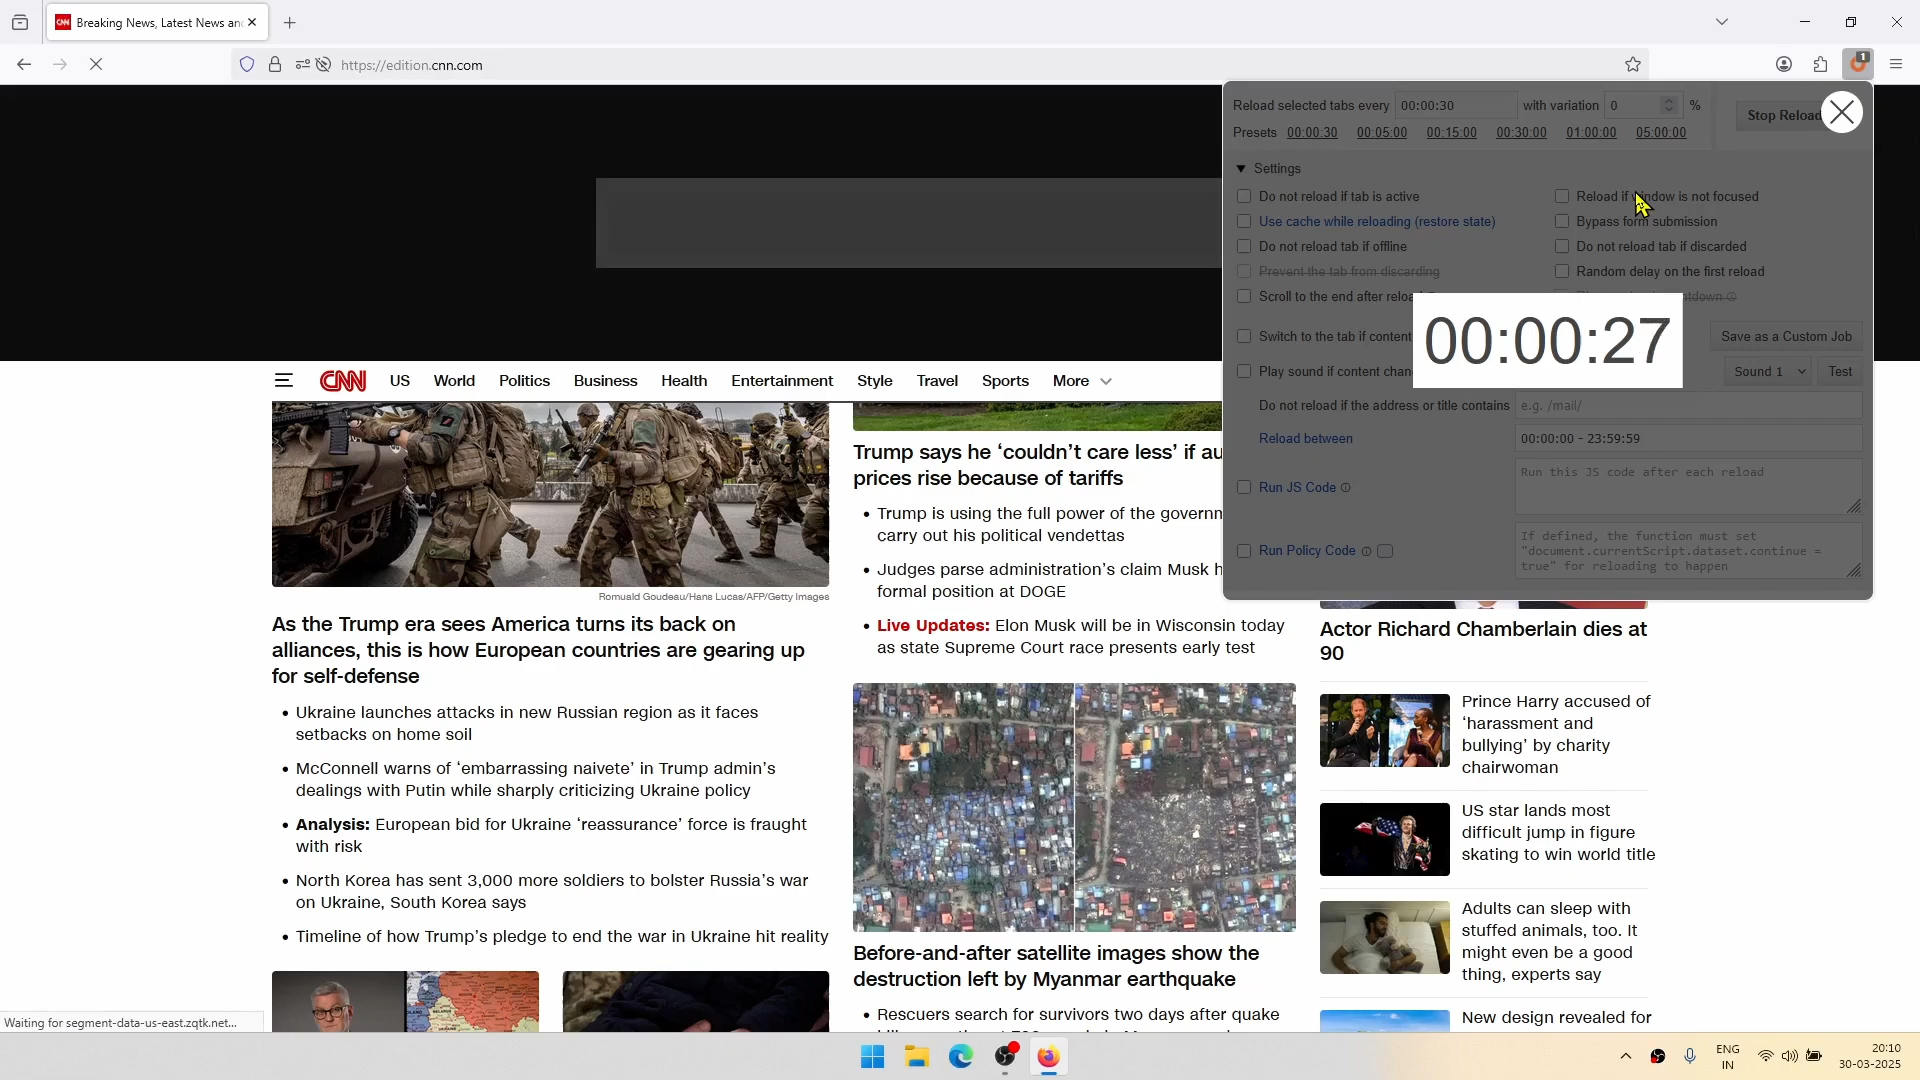 CNN Breaking News, Latest News an
https://edition.cnn.com
1
Reload selected tabs every 00:00:30 with variation 0 %
Stop Reload
Presets 00:00:30 00:05:00 00:15:00 00:30:00 01:00:00 05:00:00
Settings
Do not reload if tab is active
Reload if window is not focused
Use cache while reloading (restore state)
Bypass form submission
Do not reload tab if offline
Do not reload tab if discarded
Prevent the tab from discarding
Random delay on the first reload
Scroll to the end after reload
Switch to the tab if content
Save as a Custom Job
00:00:27
Play sound if content chan
Sound 1
Test
Do not reload if the address or title contains e.g. /mail/
Reload between 00:00:00 - 23:59:59
Run JS Code
Run this JS code after each reload
Run Policy Code
If defined, the function must set
"document.currentScript.dataset.continue =
true" for reloading to happen
CNN US World Politics Business Health Entertainment Style Travel Sports More
Romuald Goudeau/Hans Lucas/AFP/Getty Images
As the Trump era sees America turns its back on
alliances, this is how European countries are gearing up
for self-defense
• Ukraine launches attacks in new Russian region as it faces
setbacks on home soil
• McConnell warns of ‘embarrassing naivete’ in Trump admin’s
dealings with Putin while sharply criticizing Ukraine policy
• Analysis: European bid for Ukraine ‘reassurance’ force is fraught
with risk
• North Korea has sent 3,000 more soldiers to bolster Russia’s war
on Ukraine, South Korea says
• Timeline of how Trump’s pledge to end the war in Ukraine hit reality
Trump says he ‘couldn’t care less’ if au
prices rise because of tariffs
• Trump is using the full power of the governm
carry out his political vendettas
• Judges parse administration’s claim Musk h
formal position at DOGE
• Live Updates: Elon Musk will be in Wisconsin today
as state Supreme Court race presents early test
Before-and-after satellite images show the
destruction left by Myanmar earthquake
• Rescuers search for survivors two days after quake
Actor Richard Chamberlain dies at
90
Prince Harry accused of
‘harassment and
bullying’ by charity
chairwoman
US star lands most
difficult jump in figure
skating to win world title
Adults can sleep with
stuffed animals, too. It
might even be a good
thing, experts say
New design revealed for
Waiting for segment-data-us-east.zqtk.net...
ENG
IN
20:10
30-03-2025